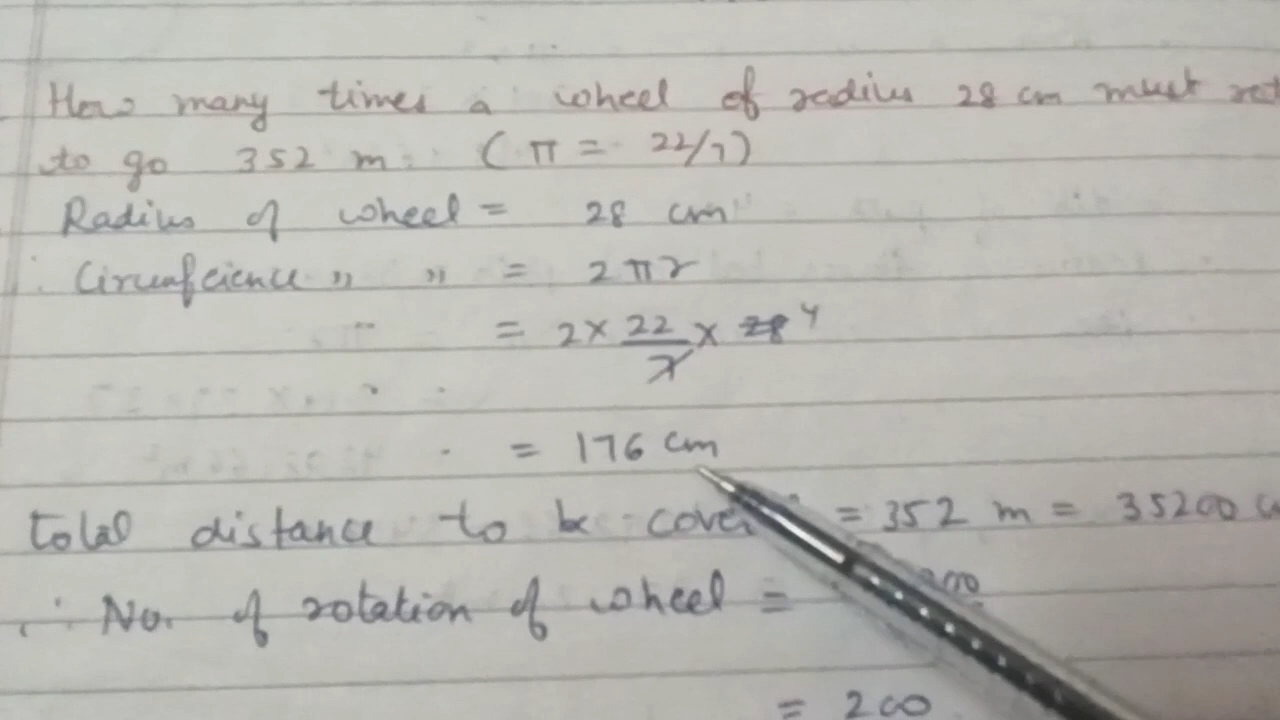 How many times a wheel of radius 28 cm must
to go 352 m. (π = 22/7)
Radius of wheel = 28 cm
Circumfcience " " = 2πr
= 2 × 22/7 × 28 4
= 176 cm
Total distance to be = 352 m = 35200
∴ No. of rotation of wheel =
= 200